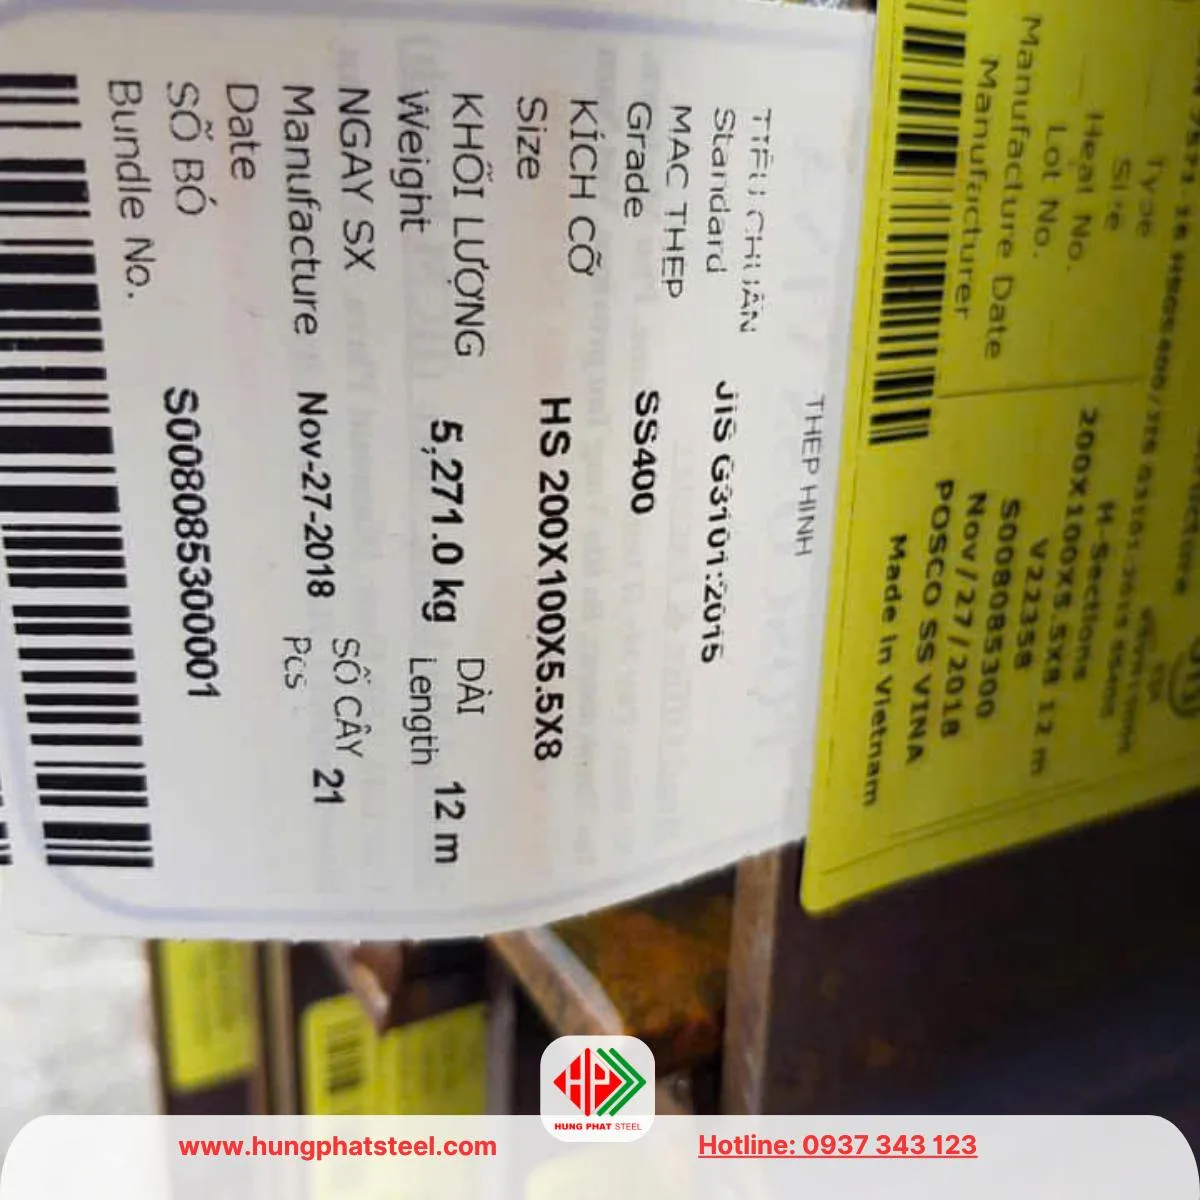 THEP HINH
TIÊU CHUẨN
Standard JIS G3101:2015
MAC THEP
Grade SS400
KÍCH CỠ
Size HS 200X100X5.5X8
KHỐI LƯỢNG 5,271.0 kg DÀI 12 m
Weight Length
NGAY SX SỐ CÂY 21
Manufacture Nov-27-2018 Pcs
Date
SỐ BÓ S00808530001
Bundle No.
Type H-Sections
Size 200X100X5.5X8 12 m
Heat No. V22358
Lot No. S008085300
Manufacture Date Nov/27/2018
Manufacturer POSCO SS VINA
Made in Vietnam
HUNG PHAT STEEL
www.hungphatsteel.com
Hotline: 0937 343 123